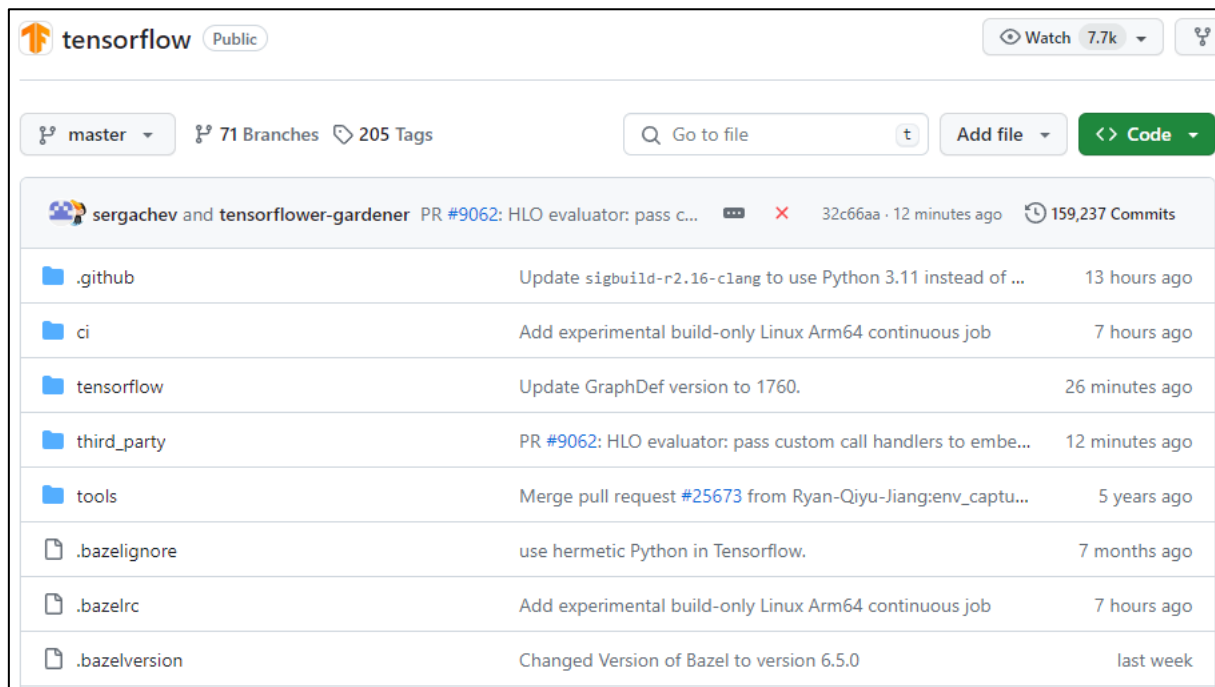 tensorflow Public Watch 7.7k
master 71 Branches 205 Tags Go to file t Add file <> Code
sergachev and tensorflower-gardener PR #9062: HLO evaluator: pass c... 32c66aa · 12 minutes ago 159,237 Commits
.github Update sigbuild-r2.16-clang to use Python 3.11 instead of ... 13 hours ago
ci Add experimental build-only Linux Arm64 continuous job 7 hours ago
tensorflow Update GraphDef version to 1760. 26 minutes ago
third_party PR #9062: HLO evaluator: pass custom call handlers to embe... 12 minutes ago
tools Merge pull request #25673 from Ryan-Qiyu-Jiang:env_captu... 5 years ago
.bazelignore use hermetic Python in Tensorflow. 7 months ago
.bazelrc Add experimental build-only Linux Arm64 continuous job 7 hours ago
.bazelversion Changed Version of Bazel to version 6.5.0 last week